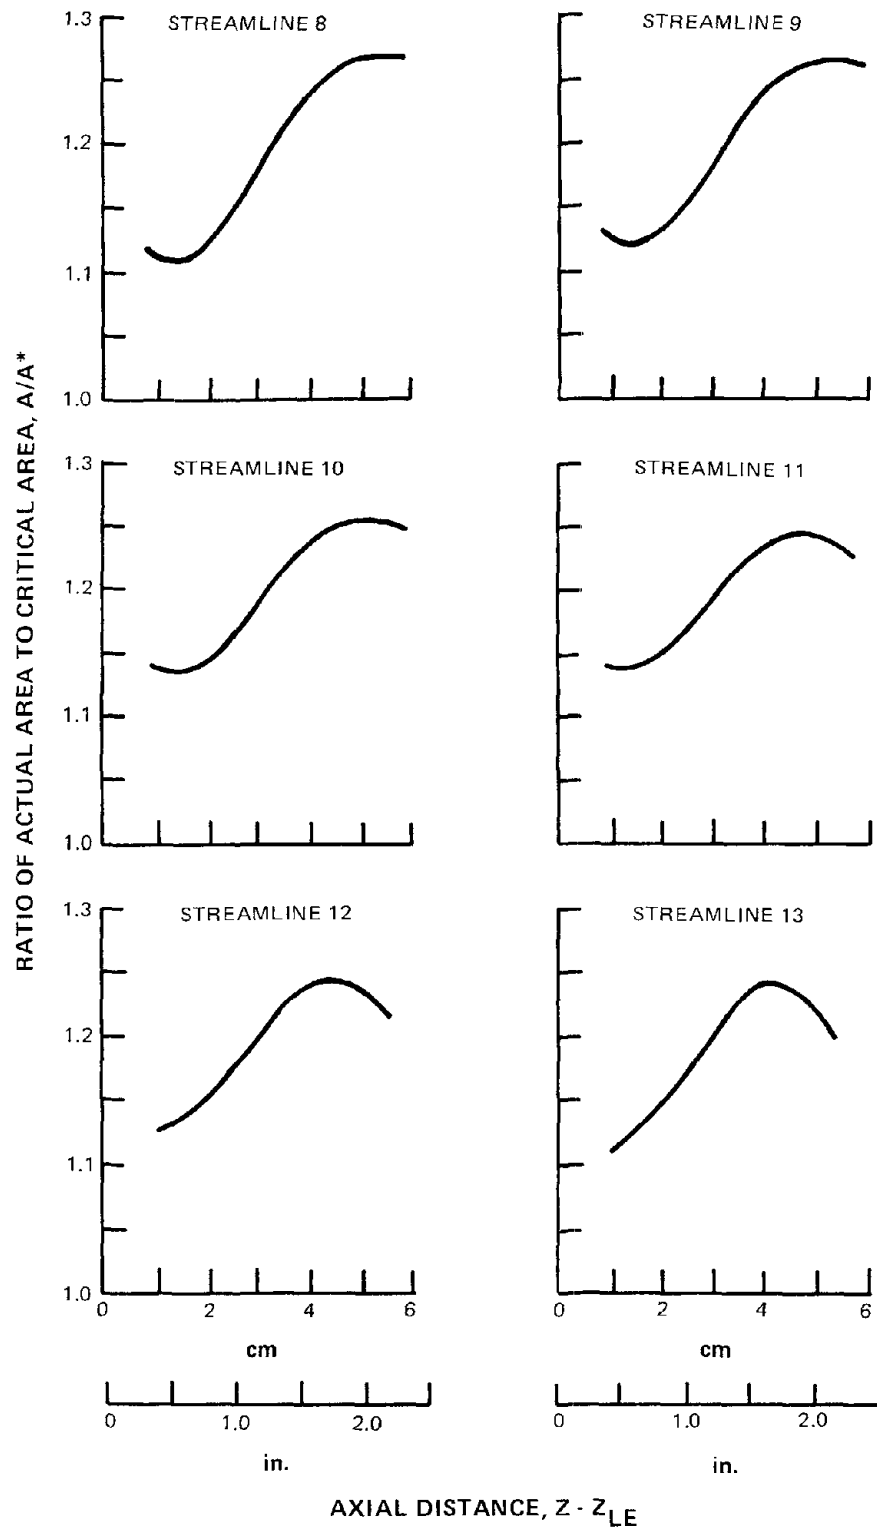 STREAMLINE 8
STREAMLINE 9
1.3
1.2
1.1
1.0
STREAMLINE 10
STREAMLINE 11
1.3
1.2
1.1
1.0
STREAMLINE 12
STREAMLINE 13
1.3
1.2
1.1
1.0
0 2 4 6
0 2 4 6
cm
cm
0 1.0 2.0
0 1.0 2.0
in.
in.
RATIO OF ACTUAL AREA TO CRITICAL AREA, A/A*
AXIAL DISTANCE, Z - Z_LE